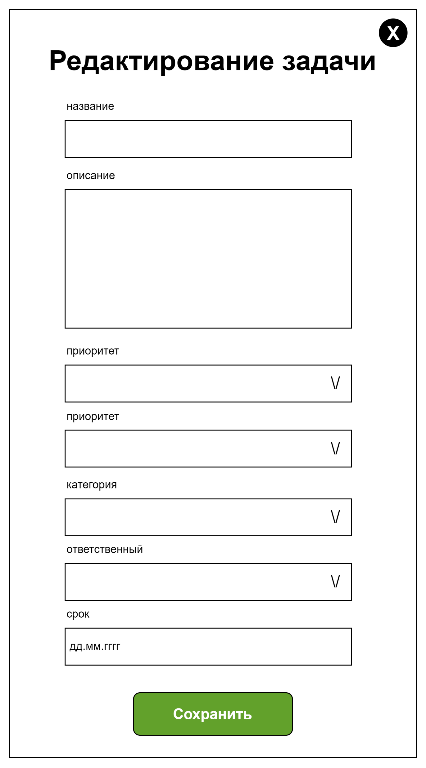 X
Редактирование задачи
название
описание
приоритет
\/
приоритет
\/
категория
\/
ответственный
\/
срок
дд.мм.гггг
Сохранить